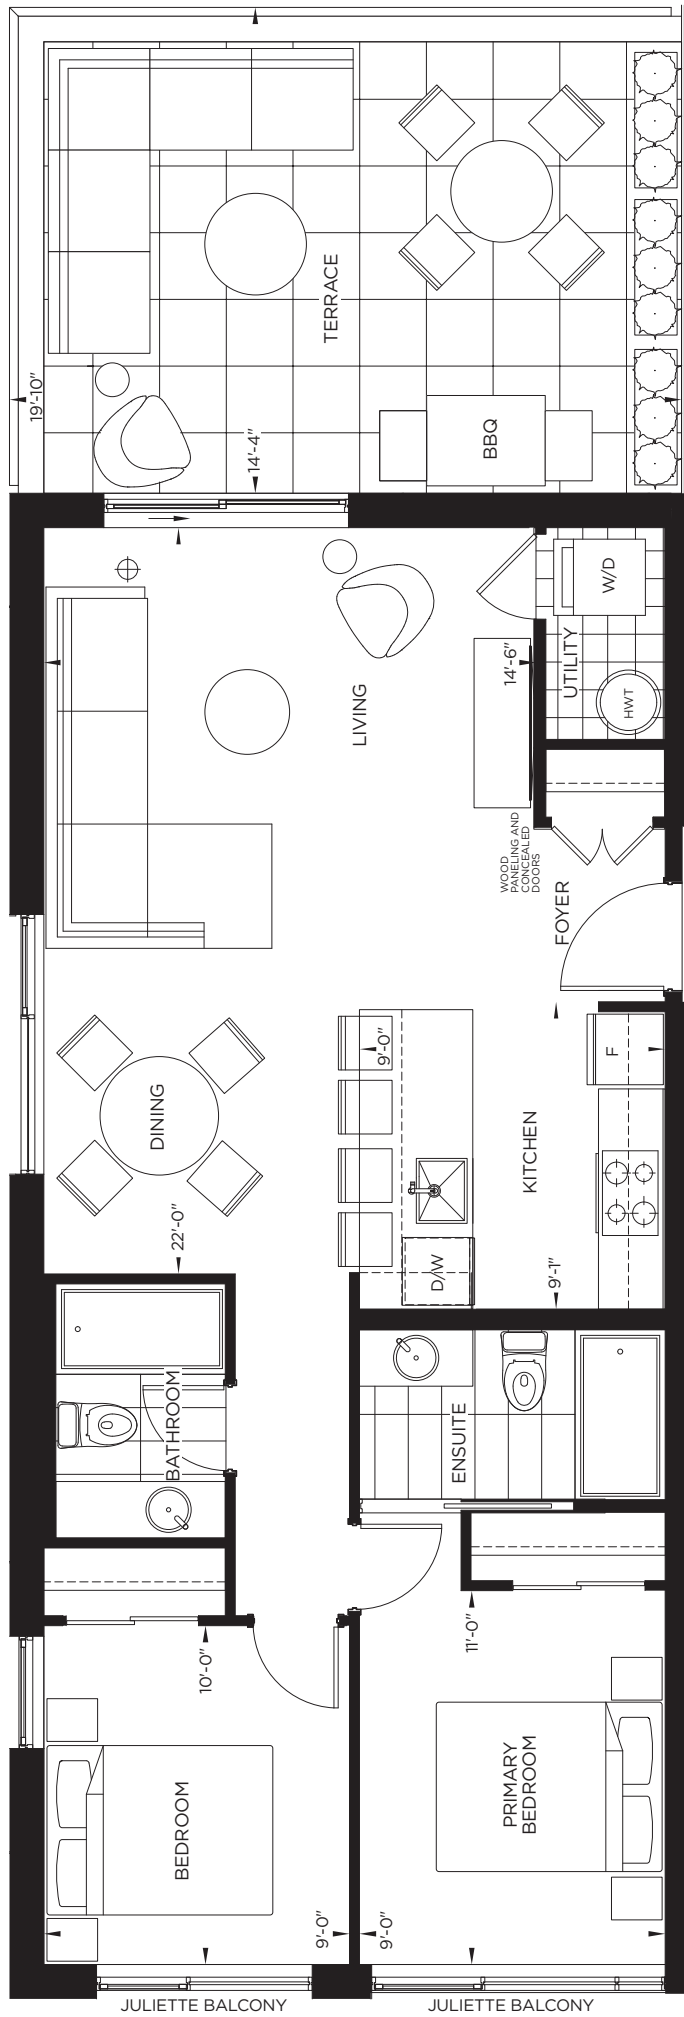 19'-10"
TERRACE
14'-4"
BBQ
W/D
UTILITY
HWT
14'-6"
LIVING
WOOD
PANELING AND
CONCEALED
DOORS
FOYER
9'-0"
F
DINING
KITCHEN
22'-0"
D/W
9'-1"
BATHROOM
ENSUITE
10'-0"
11'-0"
BEDROOM
PRIMARY
BEDROOM
9'-0"
9'-0"
JULIETTE BALCONY
JULIETTE BALCONY